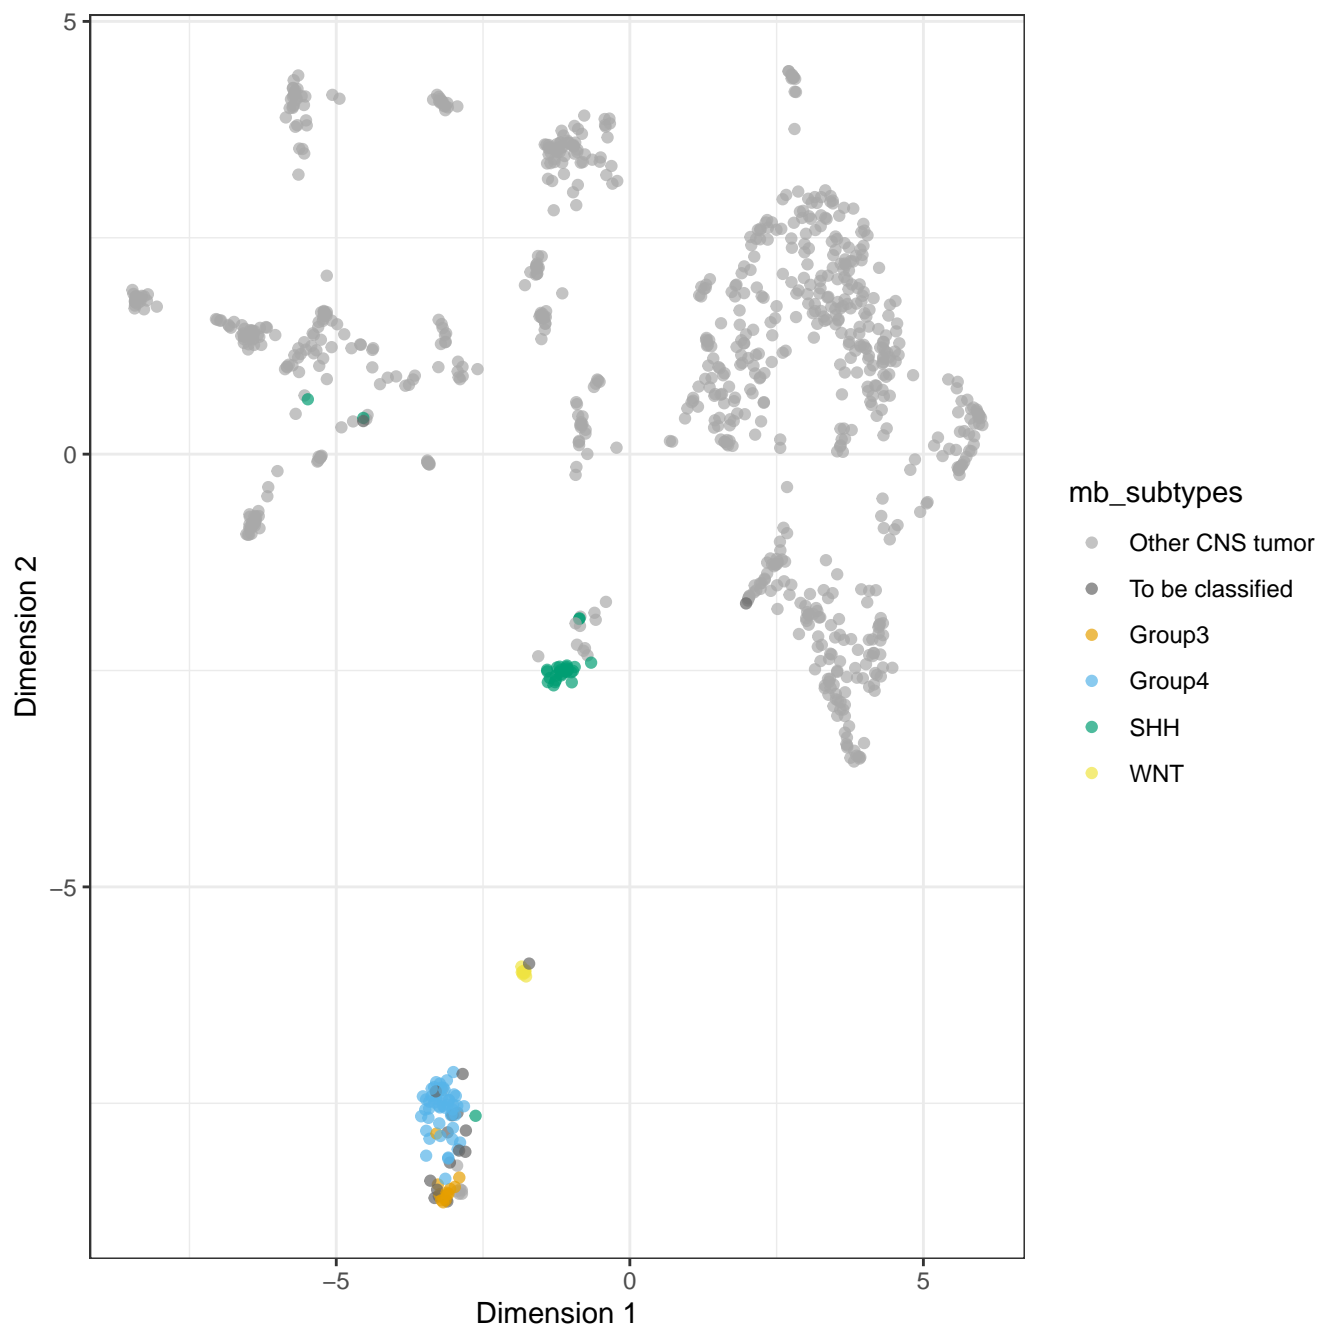 5
0
−5
Dimension 2
−5
0
5
Dimension 1
mb_subtypes
Other CNS tumor
To be classified
Group3
Group4
SHH
WNT